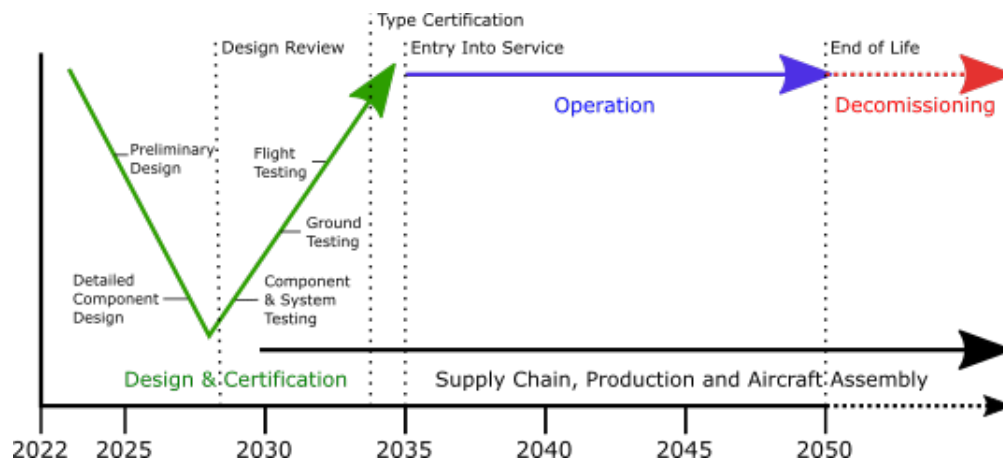 Type Certification
Design Review
Entry Into Service
End of Life
Operation
Decomissioning
Preliminary
Design
Flight
Testing
Ground
Testing
Detailed
Component
Design
Component
& System
Testing
Design & Certification
Supply Chain, Production and Aircraft Assembly
2022
2025
2030
2035
2040
2045
2050